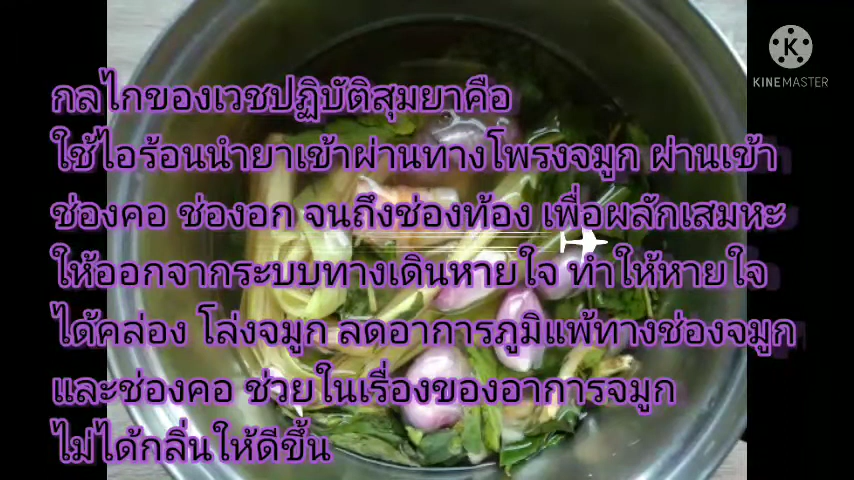 กลไกของเวชปฏิบัติสุมยาคือ
ใช้ไอร้อนนำยาเข้าผ่านทางโพรงจมูก ผ่านเข้า
ช่องคอ ช่องอก จนถึงช่องท้อง เพื่อผลักเสมหะ
ให้ออกจากระบบทางเดินหายใจ ทำให้หายใจ
ได้คล่อง โล่งจมูก ลดอาการภูมิแพ้ทางช่องจมูก
และช่องคอ ช่วยในเรื่องของอาการจมูก
ไม่ได้กลิ่นให้ดีขึ้น
K
KINEMASTER